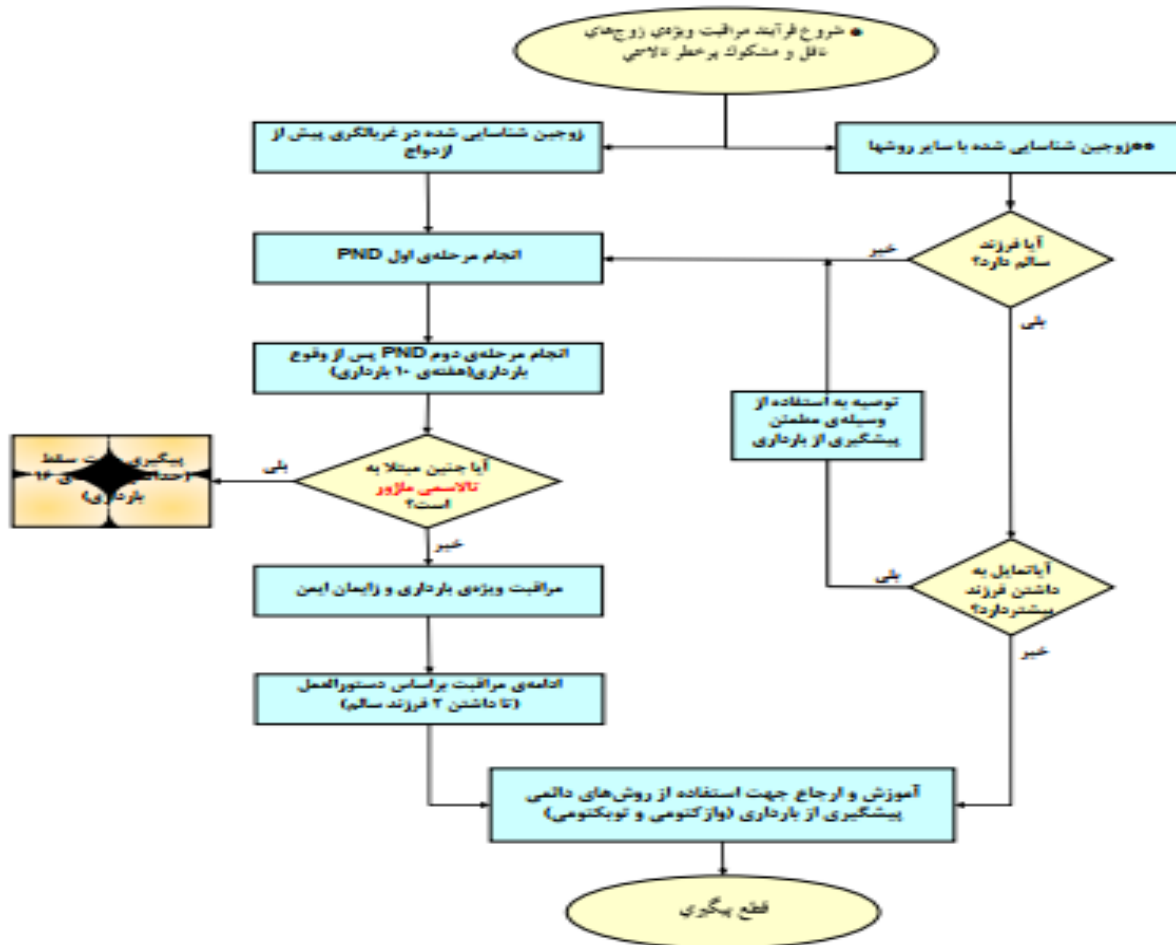 ● شروع فرآیند مراقبت ویژه‌ی زوج‌های
ناقل و مشکوک پرخطر تالاسمی
زوجین شناسایی شده در غربالگری پیش از
ازدواج
●●زوجین شناسایی شده با سایر روشها
آیا فرزند
سالم دارد؟
خیر
بلی
انجام مرحله‌ی اول PND
انجام مرحله‌ی دوم PND پس از وقوع
بارداری(هفته‌ی ۱۰ بارداری)
توصیه به استفاده از
وسیله‌ی مطمئن
پیشگیری از بارداری
آیا جنین مبتلا به
تالاسمی ماژور
است؟
بلی
خیر
پیگیری سقط
۱۶
بارداری)
آیاتمایل به
داشتن فرزند
بیشتردارد؟
بلی
خیر
مراقبت ویژه‌ی بارداری و زایمان ایمن
ادامه‌ی مراقبت براساس دستورالعمل
(تا داشتن ۲ فرزند سالم)
آموزش و ارجاع جهت استفاده از روش‌های دائمی
پیشگیری از بارداری (وازکتومی و توبکتومی)
قطع پیگیری